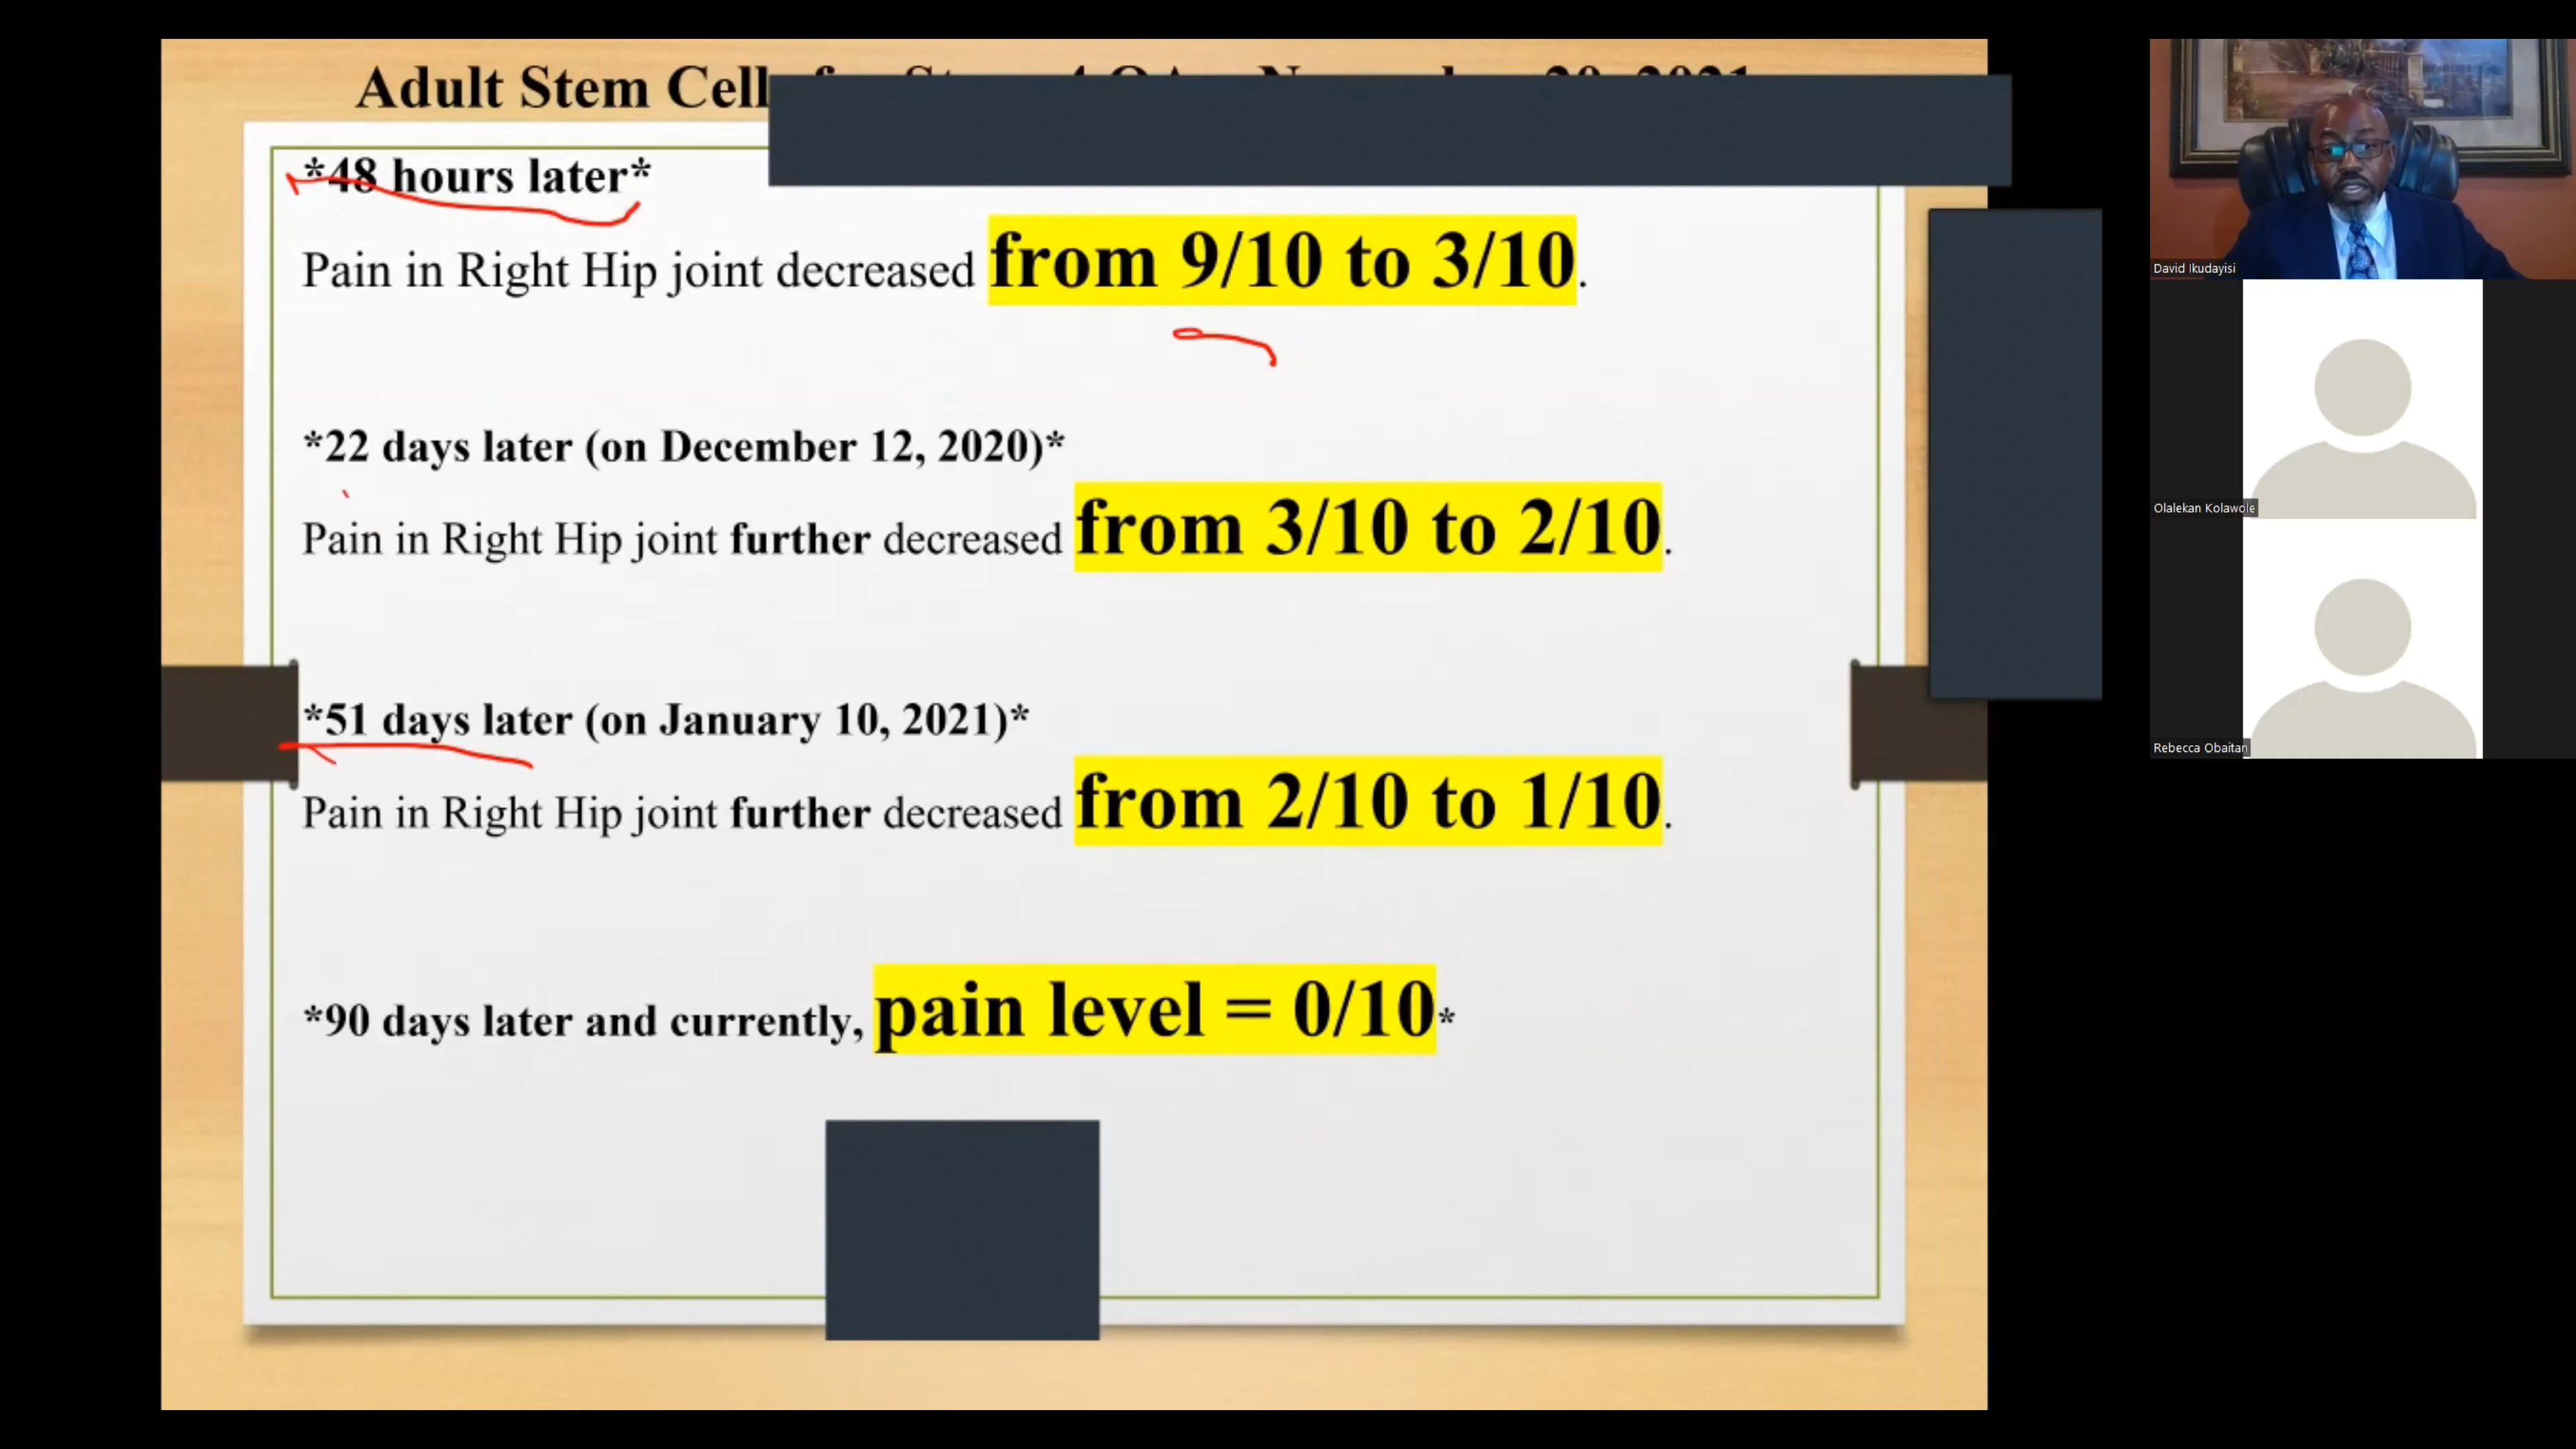 Adult Stem Cell
*48 hours later*
Pain in Right Hip joint decreased from 9/10 to 3/10.
*22 days later (on December 12, 2020)*
Pain in Right Hip joint further decreased from 3/10 to 2/10.
*51 days later (on January 10, 2021)*
Pain in Right Hip joint further decreased from 2/10 to 1/10.
*90 days later and currently, pain level = 0/10*
David Ikudayisi
Olalekan Kolawole
Rebecca Obaitan